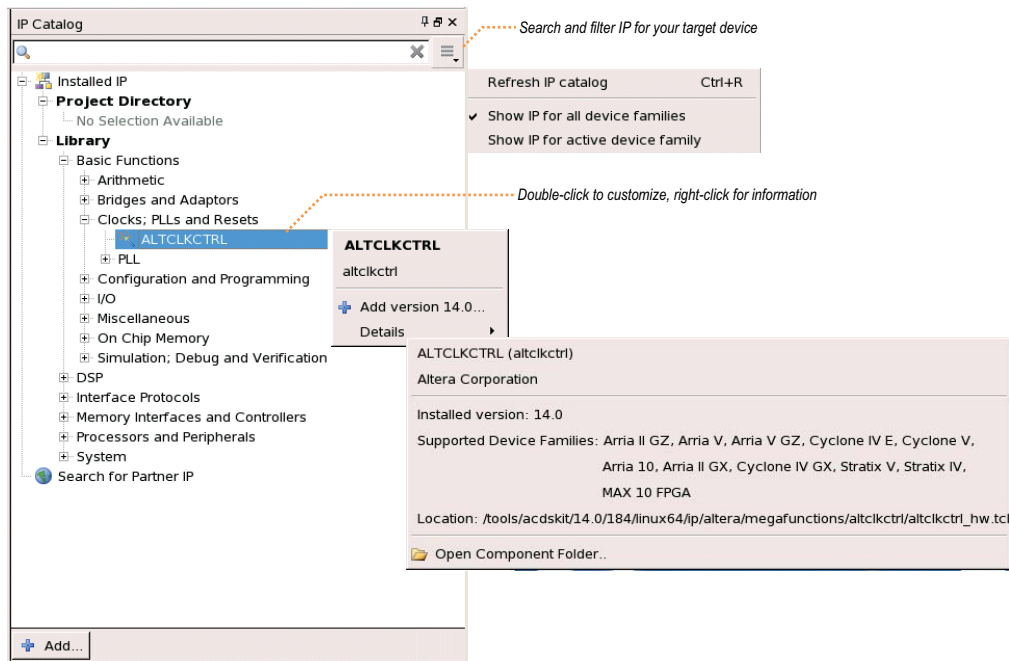 IP Catalog
Search and filter IP for your target device
Installed IP
Project Directory
No Selection Available
Library
Basic Functions
Arithmetic
Bridges and Adaptors
Clocks; PLLs and Resets
ALTCLKCTRL
PLL
Configuration and Programming
I/O
Miscellaneous
On Chip Memory
Simulation; Debug and Verification
DSP
Interface Protocols
Memory Interfaces and Controllers
Processors and Peripherals
System
Search for Partner IP
Add...
Refresh IP catalog Ctrl+R
Show IP for all device families
Show IP for active device family
Double-click to customize, right-click for information
ALTCLKCTRL
altclkctrl
Add version 14.0...
Details
ALTCLKCTRL (altclkctrl)
Altera Corporation
Installed version: 14.0
Supported Device Families: Arria II GZ, Arria V, Arria V GZ, Cyclone IV E, Cyclone V,
Arria 10, Arria II GX, Cyclone IV GX, Stratix V, Stratix IV,
MAX 10 FPGA
Location: /tools/acdskit/14.0/184/linux64/ip/altera/megafunctions/altclkctrl/altclkctrl_hw.tcl
Open Component Folder..